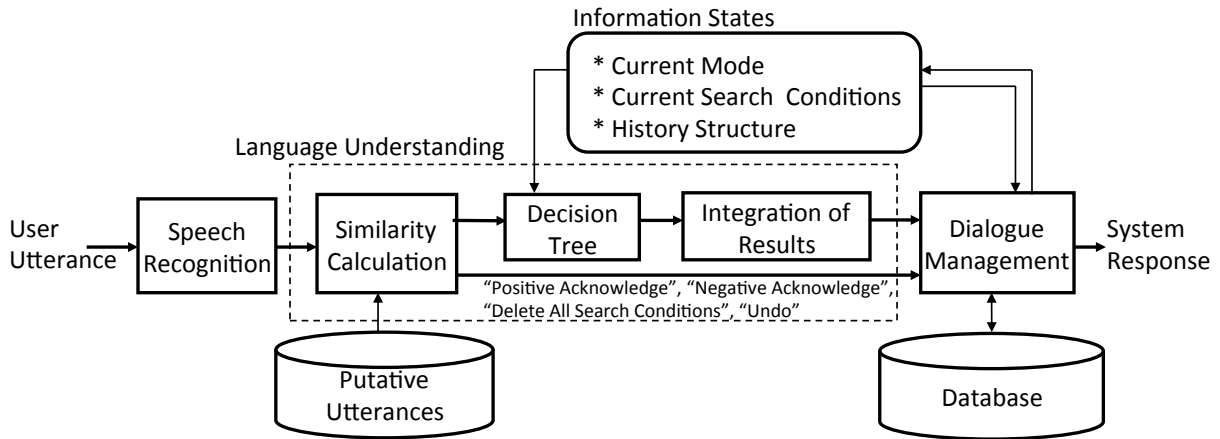 Information States
* Current Mode
* Current Search Conditions
* History Structure
Language Understanding
User
Utterance
Speech
Recognition
Similarity
Calculation
Decision
Tree
Integration of
Results
Dialogue
Management
System
Response
“Positive Acknowledge”, “Negative Acknowledge”,
“Delete All Search Conditions”, “Undo”
Putative
Utterances
Database